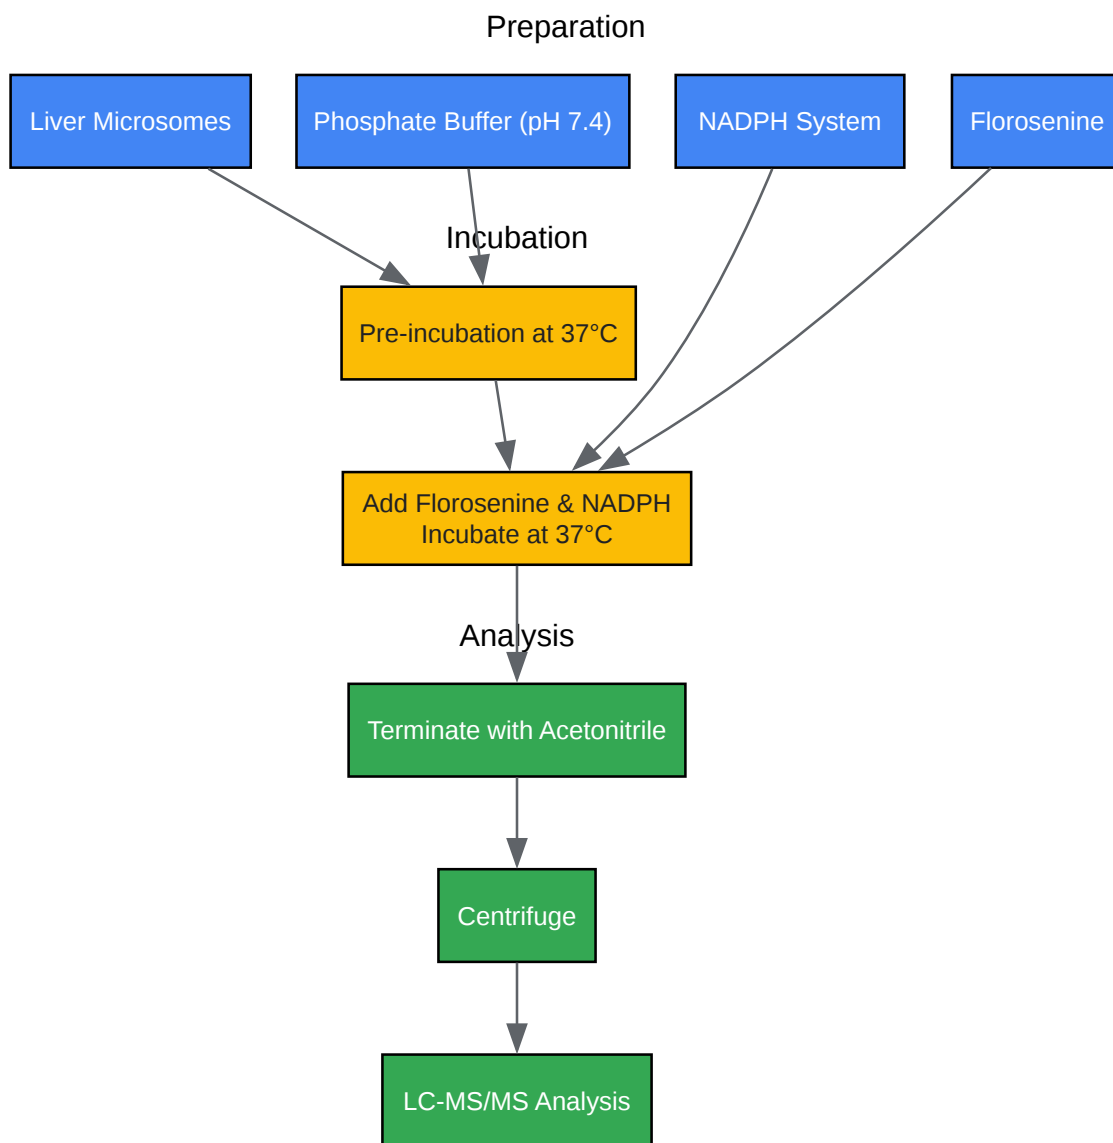 Preparation
Liver Microsomes
Phosphate Buffer (pH 7.4)
NADPH System
Florosenine
Incubation
Pre-incubation at 37°C
Add Florosenine & NADPH
Incubate at 37°C
Analysis
Terminate with Acetonitrile
Centrifuge
LC-MS/MS Analysis